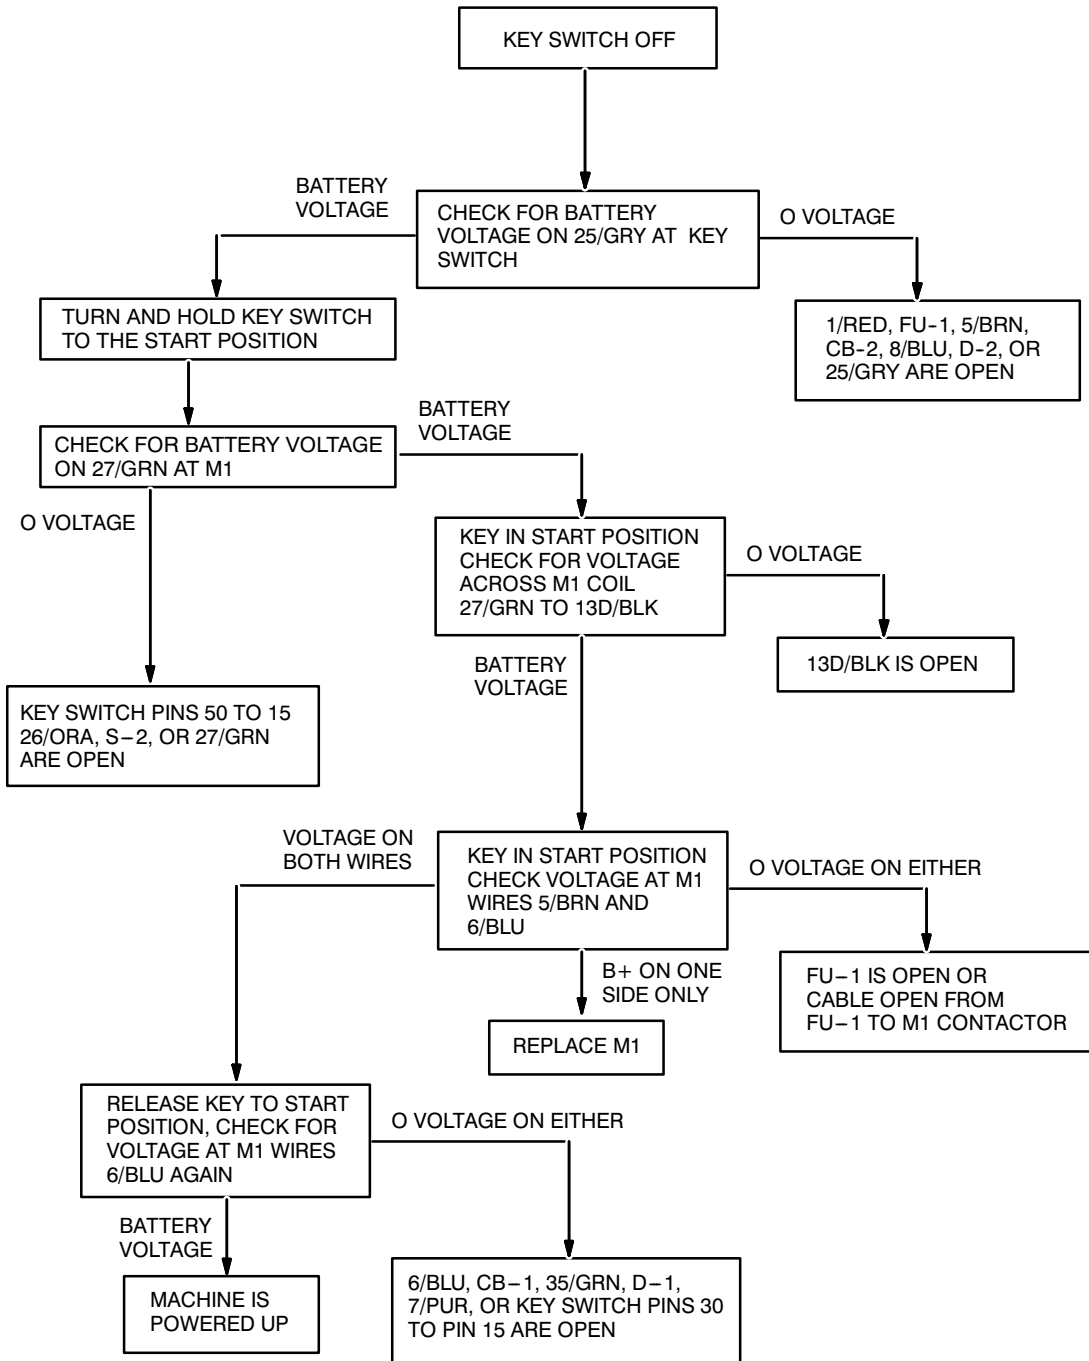 KEY SWITCH OFF
BATTERY
VOLTAGE
CHECK FOR BATTERY
VOLTAGE ON 25/GRY AT KEY
SWITCH
O VOLTAGE
TURN AND HOLD KEY SWITCH
TO THE START POSITION
1/RED, FU-1, 5/BRN,
CB-2, 8/BLU, D-2, OR
25/GRY ARE OPEN
CHECK FOR BATTERY VOLTAGE
ON 27/GRN AT M1
BATTERY
VOLTAGE
O VOLTAGE
KEY IN START POSITION
CHECK FOR VOLTAGE
ACROSS M1 COIL
27/GRN TO 13D/BLK
O VOLTAGE
13D/BLK IS OPEN
BATTERY
VOLTAGE
KEY SWITCH PINS 50 TO 15
26/ORA, S-2, OR 27/GRN
ARE OPEN
VOLTAGE ON
BOTH WIRES
KEY IN START POSITION
CHECK VOLTAGE AT M1
WIRES 5/BRN AND
6/BLU
O VOLTAGE ON EITHER
B+ ON ONE
SIDE ONLY
FU-1 IS OPEN OR
CABLE OPEN FROM
FU-1 TO M1 CONTACTOR
REPLACE M1
RELEASE KEY TO START
POSITION, CHECK FOR
VOLTAGE AT M1 WIRES
6/BLU AGAIN
O VOLTAGE ON EITHER
BATTERY
VOLTAGE
MACHINE IS
POWERED UP
6/BLU, CB-1, 35/GRN, D-1,
7/PUR, OR KEY SWITCH PINS 30
TO PIN 15 ARE OPEN